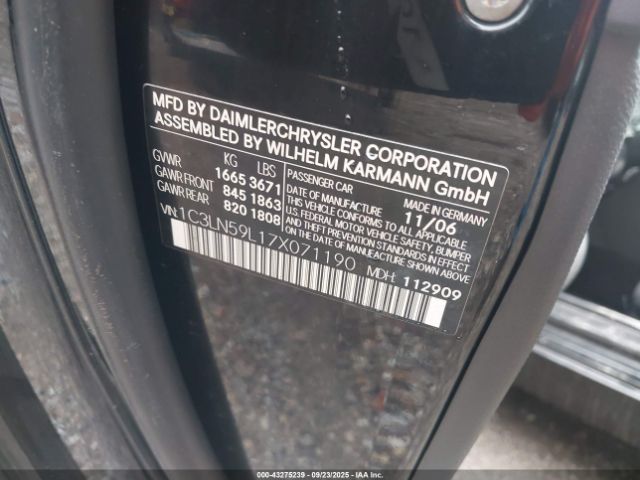 MFD BY DAIMLERCHRYSLER CORPORATION
ASSEMBLED BY WILHELM KARMANN GmbH
KG LBS PASSENGER CAR MADE IN GERMANY
GVWR 1665 3671 DATE OF MANUFACTURE 11/06
GAWR FRONT 845 1863 THIS VEHICLE CONFORMS TO ALL APPLICABLE
GAWR REAR 820 1808 U.S. FEDERAL MOTOR VEHICLE SAFETY, BUMPER
AND THEFT PREVENTION STANDARDS IN EFFECT
ON THE DATE OF MANUFACTURE SHOWN ABOVE
VIN: 1C3LN59L17X071190 MDH: 112909
000-43275239 - 09/23/2025 - IAAI.COM